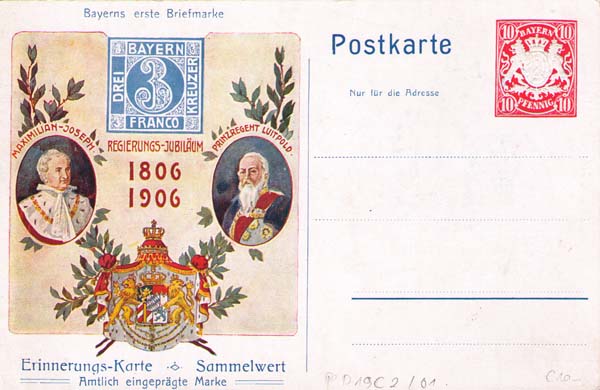 Bayerns erste Briefmarke
BAYERN
DREI
3
KREUZER
FRANCO
MAXIMILIAN-JOSEPH.
REGIERUNGS-JUBILÄUM
PRINZREGENT LUITPOLD.
1806
1906
Erinnerungs-Karte Sammelwert
Amtlich eingeprägte Marke
Postkarte
Nur für die Adresse
10 BAYERN 10
10 PFENNIG 10